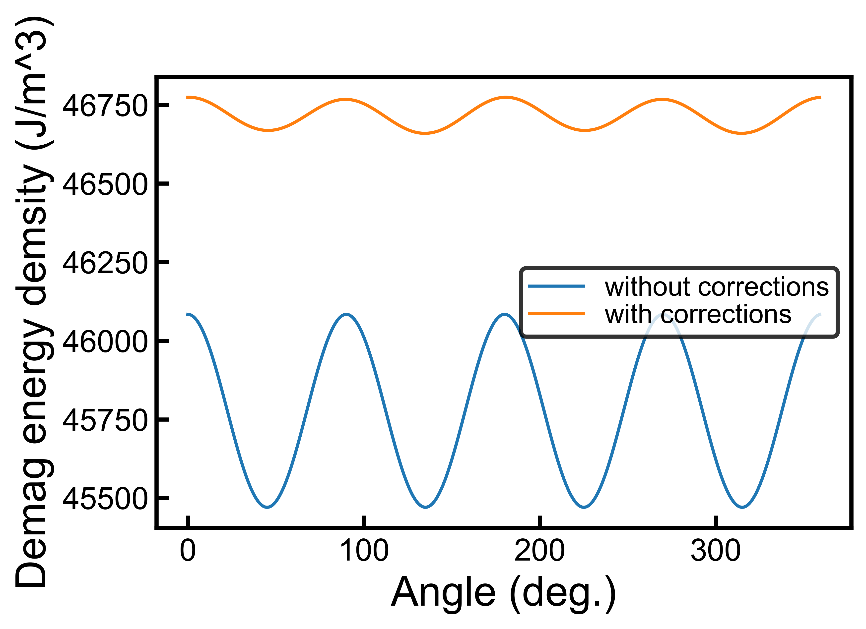 Demag energy demsity (J/m^3)
46750
46500
46250
46000
45750
45500
without corrections
with corrections
0
100
200
300
Angle (deg.)